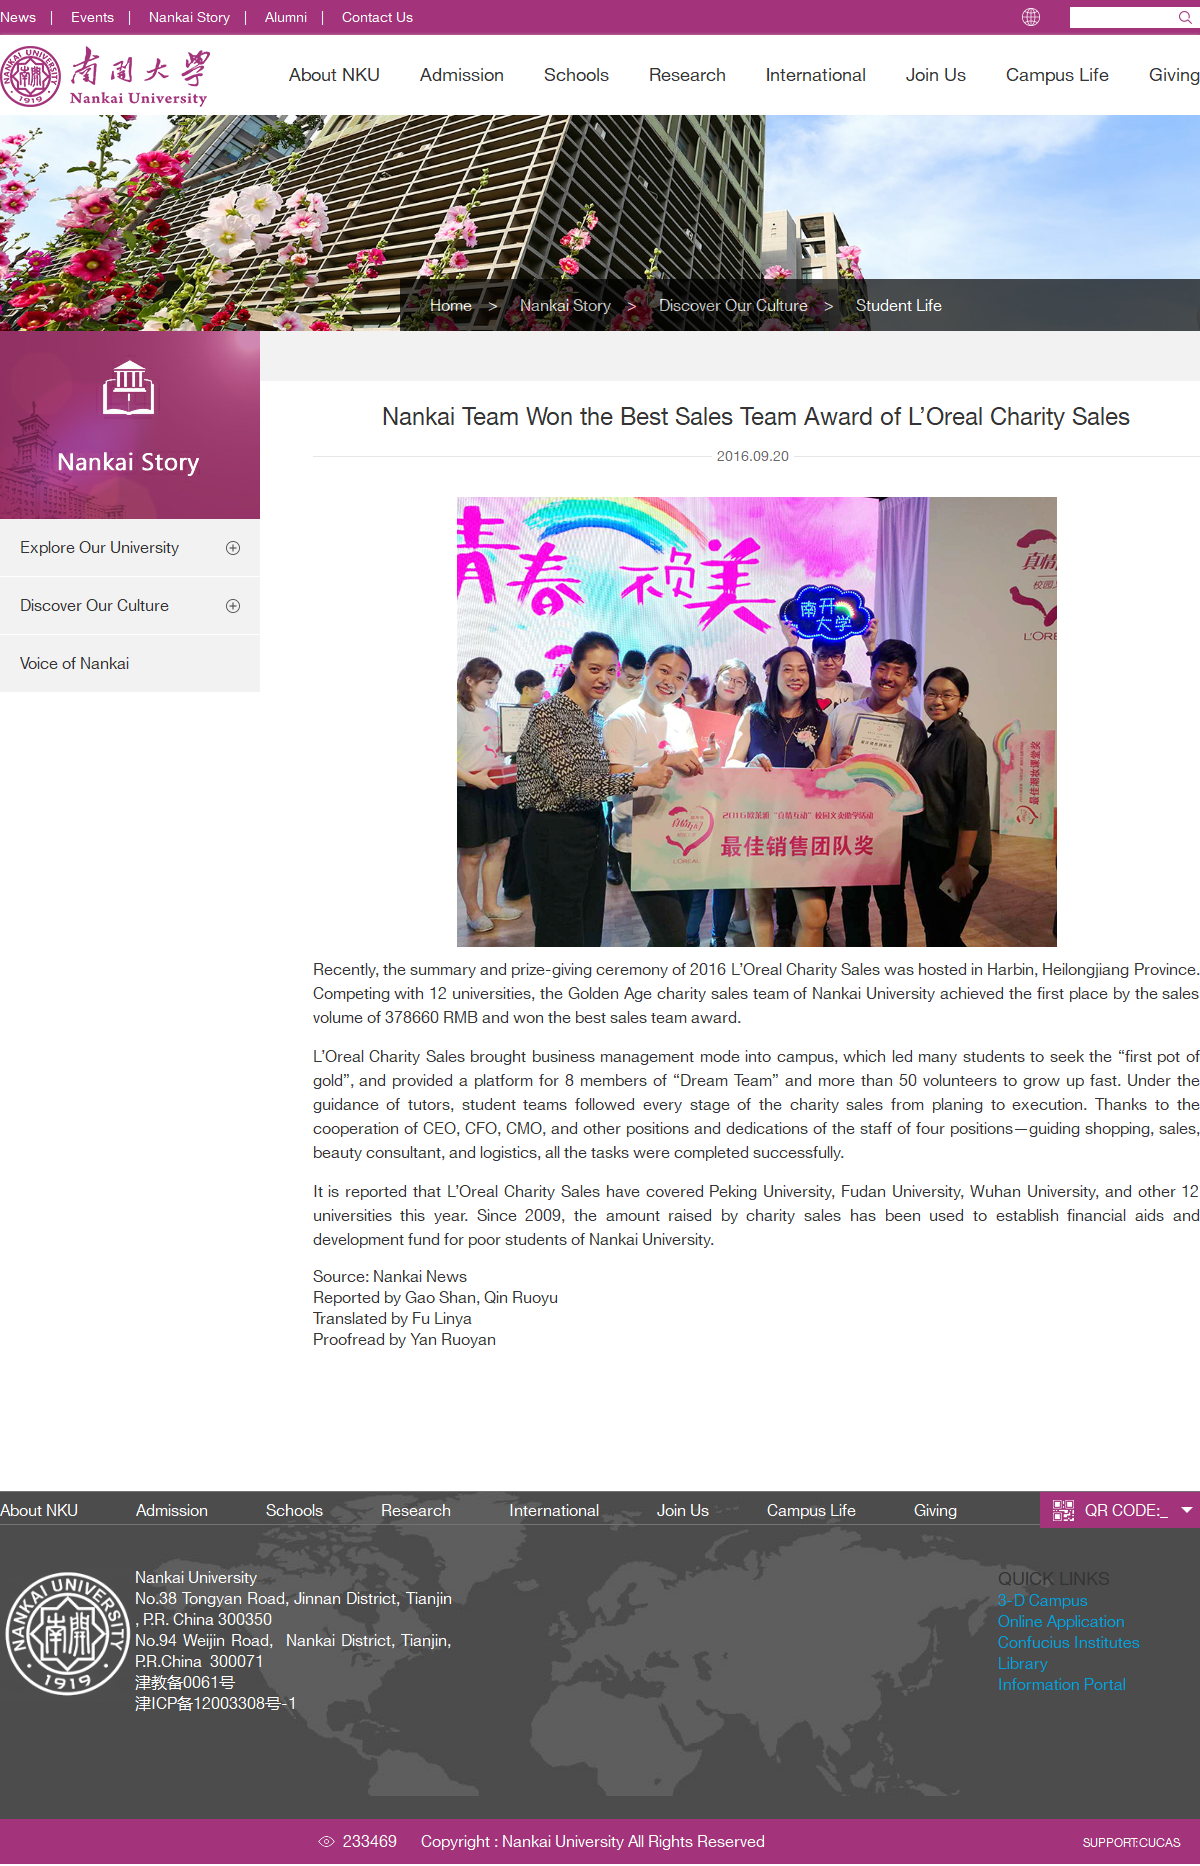 News | Events | Nankai Story | Alumni | Contact Us
NANKAI UNIVERSITY 1919
南開大學
Nankai University
About NKU Admission Schools Research International Join Us Campus Life Giving
Home > Nankai Story > Discover Our Culture > Student Life
Nankai Story
Explore Our University
Discover Our Culture
Voice of Nankai
Nankai Team Won the Best Sales Team Award of L’Oreal Charity Sales
2016.09.20
青春 不负美
南开大学
真情
校园
L'ORE
2016欧莱雅“真情互动”校园义卖助学活动
L'OREAL
最佳销售团队奖
Recently, the summary and prize-giving ceremony of 2016 L’Oreal Charity Sales was hosted in Harbin, Heilongjiang Province.
Competing with 12 universities, the Golden Age charity sales team of Nankai University achieved the first place by the sales
volume of 378660 RMB and won the best sales team award.
L’Oreal Charity Sales brought business management mode into campus, which led many students to seek the “first pot of
gold”, and provided a platform for 8 members of “Dream Team” and more than 50 volunteers to grow up fast. Under the
guidance of tutors, student teams followed every stage of the charity sales from planing to execution. Thanks to the
cooperation of CEO, CFO, CMO, and other positions and dedications of the staff of four positions—guiding shopping, sales,
beauty consultant, and logistics, all the tasks were completed successfully.
It is reported that L’Oreal Charity Sales have covered Peking University, Fudan University, Wuhan University, and other 12
universities this year. Since 2009, the amount raised by charity sales has been used to establish financial aids and
development fund for poor students of Nankai University.
Source: Nankai News
Reported by Gao Shan, Qin Ruoyu
Translated by Fu Linya
Proofread by Yan Ruoyan
About NKU Admission Schools Research International Join Us Campus Life Giving QR CODE:_
NANKAI UNIVERSITY 1919
Nankai University
No.38 Tongyan Road, Jinnan District, Tianjin
, P.R. China 300350
No.94 Weijin Road, Nankai District, Tianjin,
P.R.China 300071
津教备0061号
津ICP备12003308号-1
QUICK LINKS
3-D Campus
Online Application
Confucius Institutes
Library
Information Portal
233469 Copyright : Nankai University All Rights Reserved SUPPORT:CUCAS